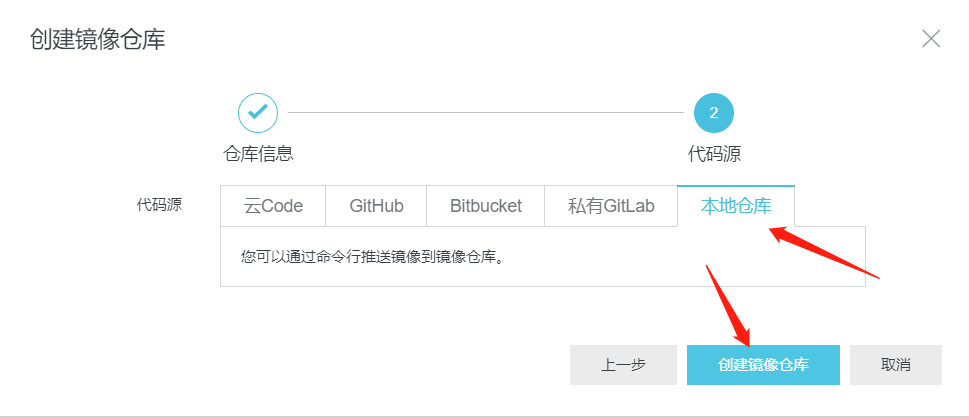 创建镜像仓库
2
仓库信息
代码源
代码源
云Code
GitHub
Bitbucket
私有GitLab
本地仓库
您可以通过命令行推送镜像到镜像仓库。
上一步
创建镜像仓库
取消